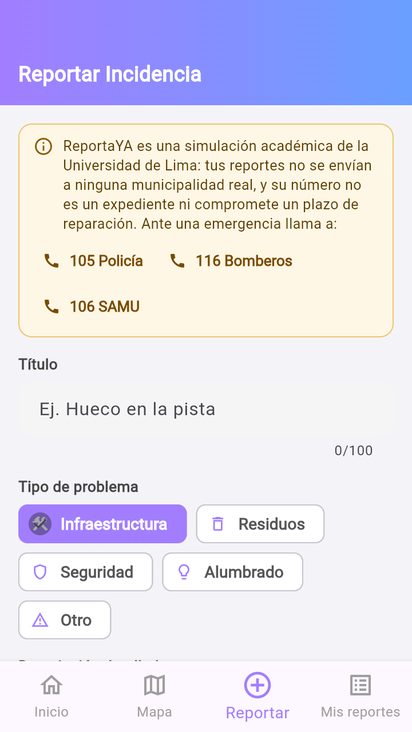 Reportar Incidencia
ReportaYA es una simulación académica de la
Universidad de Lima: tus reportes no se envían
a ninguna municipalidad real, y su número no
es un expediente ni compromete un plazo de
reparación. Ante una emergencia llama a:
105 Policía
116 Bomberos
106 SAMU
Título
Ej. Hueco en la pista
0/100
Tipo de problema
Infraestructura
Residuos
Seguridad
Alumbrado
Otro
Inicio
Mapa
Reportar
Mis reportes